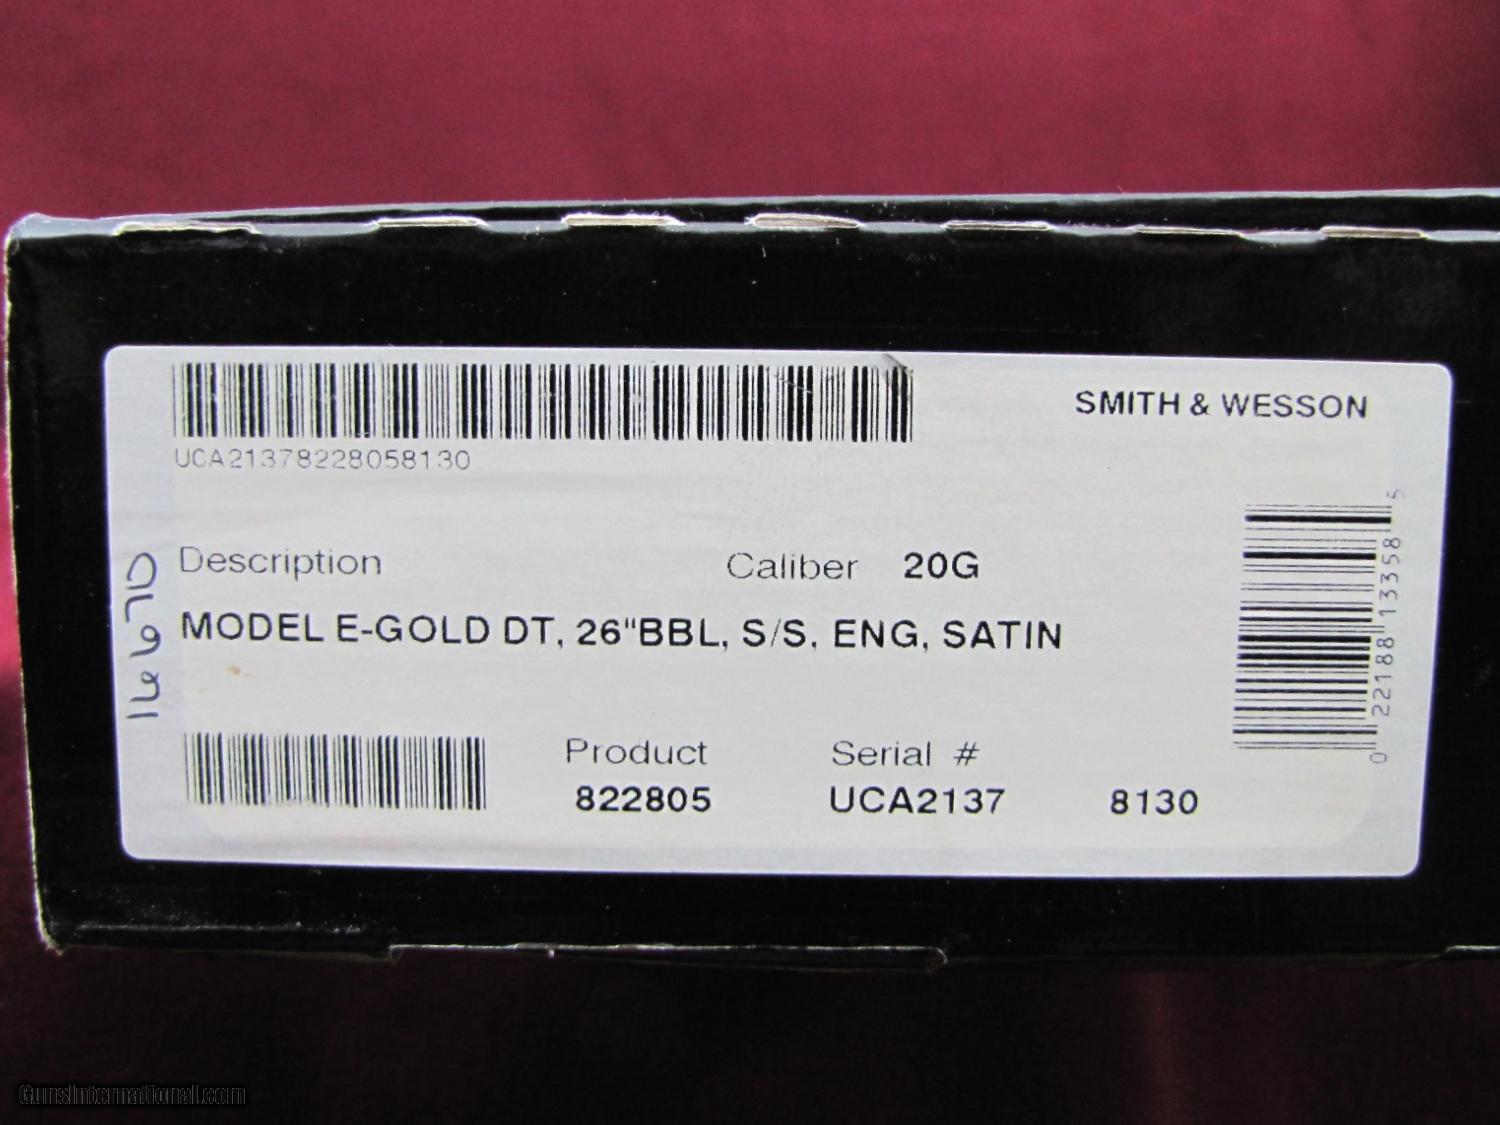 SMITH & WESSON
UCA21378228058130
Description
Caliber 20G
MODEL E-GOLD DT, 26"BBL, S/S, ENG, SATIN
Product
822805
Serial #
UCA2137
8130
0 22188 13358 5
GunsInternational.com